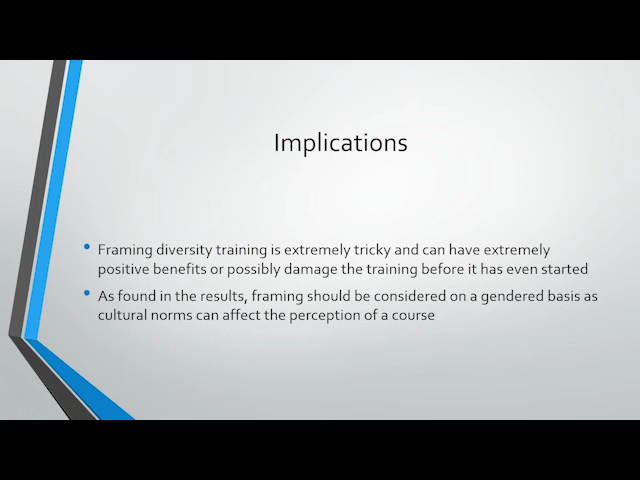 Implications
Framing diversity training is extremely tricky and can have extremely
positive benefits or possibly damage the training before it has even started
As found in the results, framing should be considered on a gendered basis as
cultural norms can affect the perception of a course